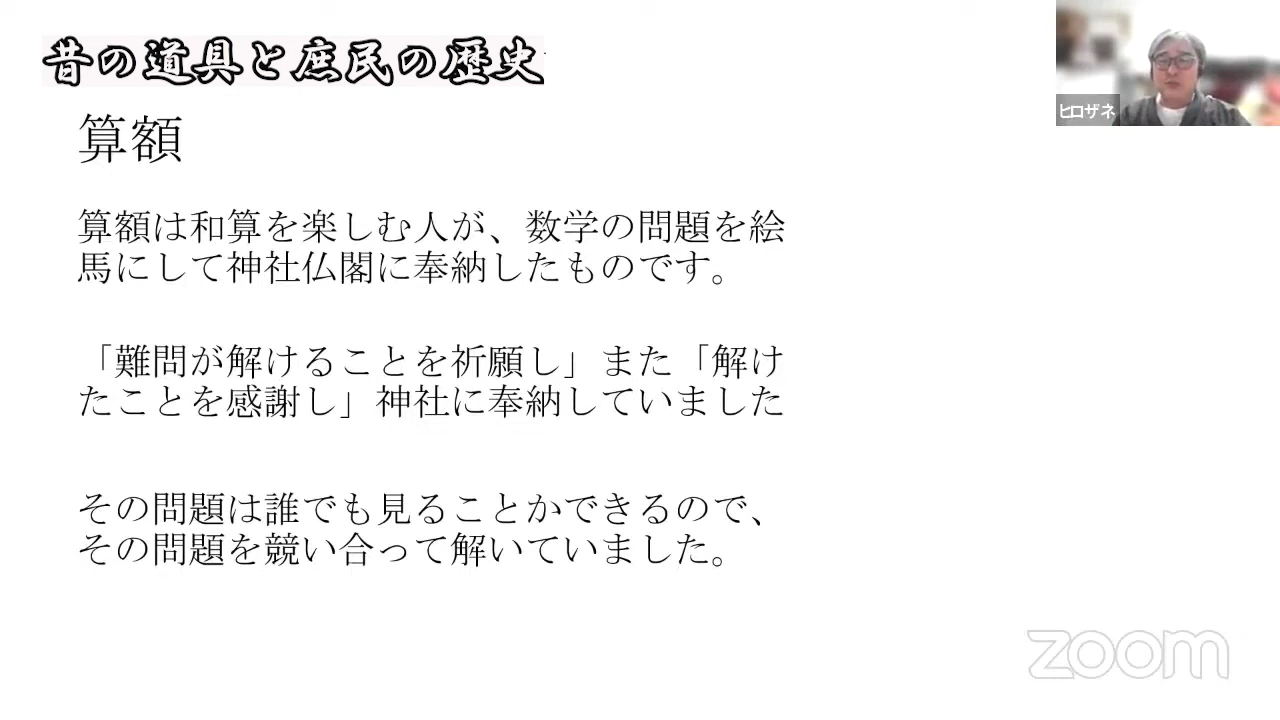 昔の道具と庶民の歴史
ヒロザネ
算額
算額は和算を楽しむ人が、数学の問題を絵
馬にして神社仏閣に奉納したものです。
「難問が解けることを祈願し」また「解け
たことを感謝し」神社に奉納していました
その問題は誰でも見ることかできるので、
その問題を競い合って解いていました。
zoom